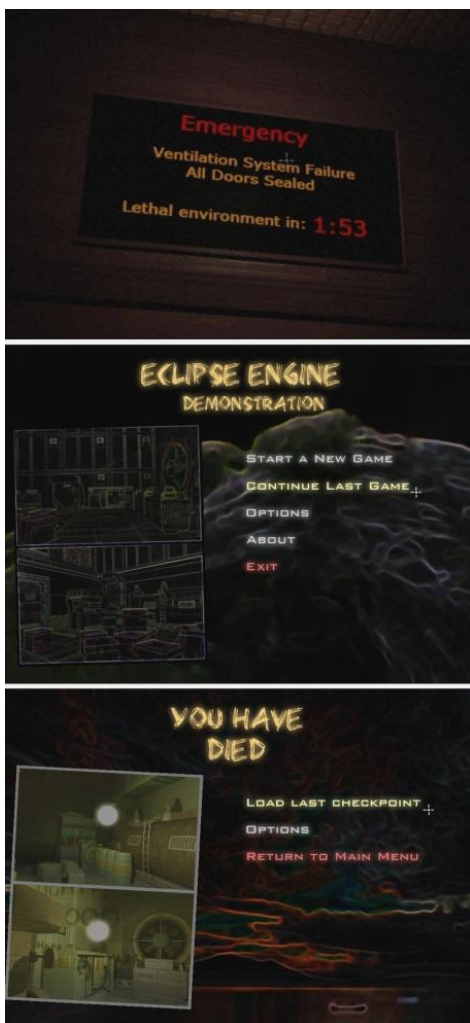 Emergency
Ventilation System Failure
All Doors Sealed
Lethal environment in: 1:53
ECLIPSE ENGINE
DEMONSTRATION
START A NEW GAME
CONTINUE LAST GAME
OPTIONS
ABOUT
EXIT
YOU HAVE
DIED
LOAD LAST CHECKPOINT
OPTIONS
RETURN TO MAIN MENU